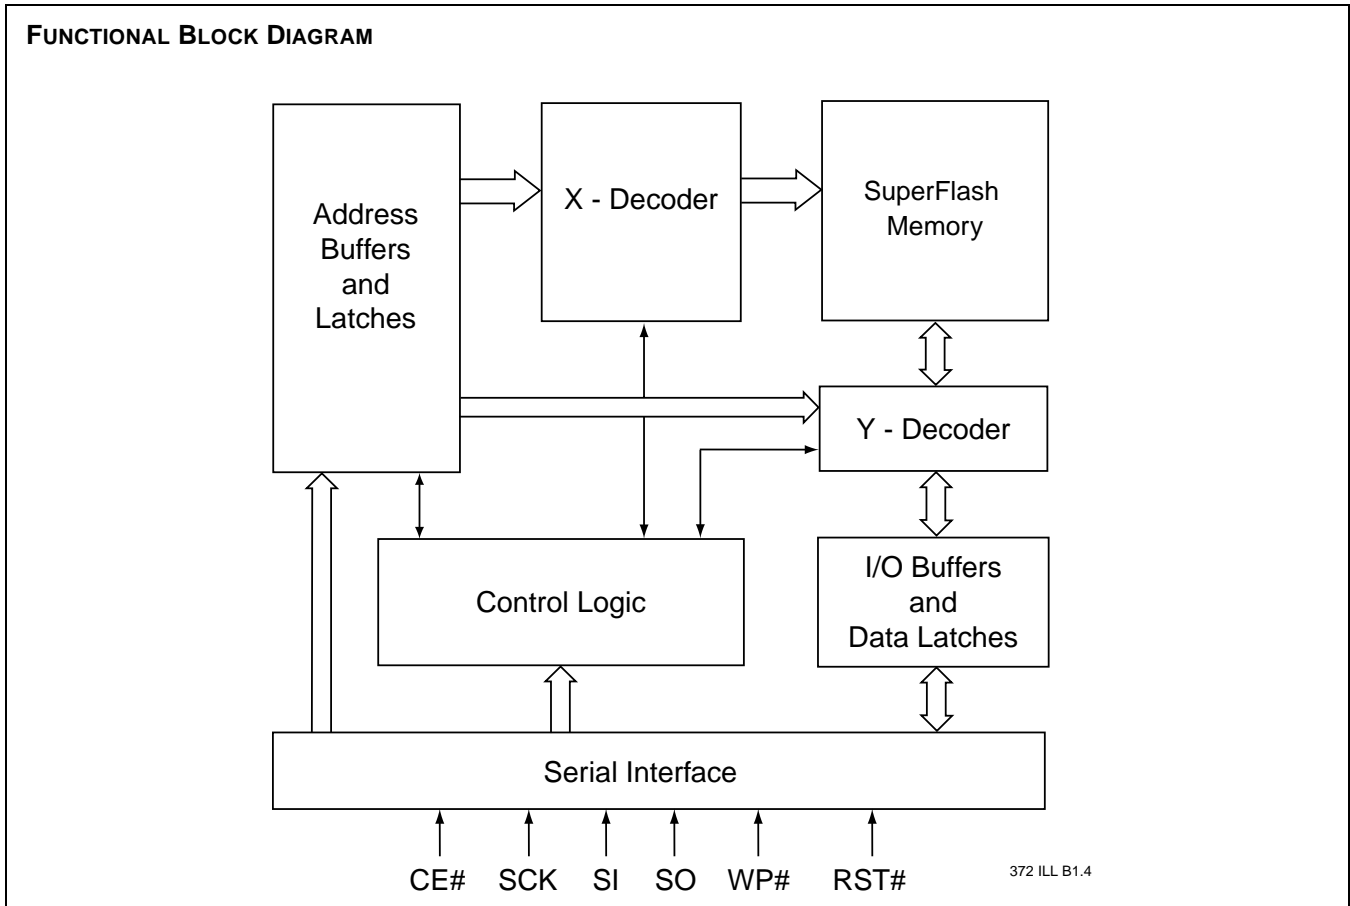 FUNCTIONAL BLOCK DIAGRAM
Address
Buffers
and
Latches
X - Decoder
SuperFlash
Memory
Y - Decoder
Control Logic
I/O Buffers
and
Data Latches
Serial Interface
CE# SCK SI SO WP# RST#
372 ILL B1.4